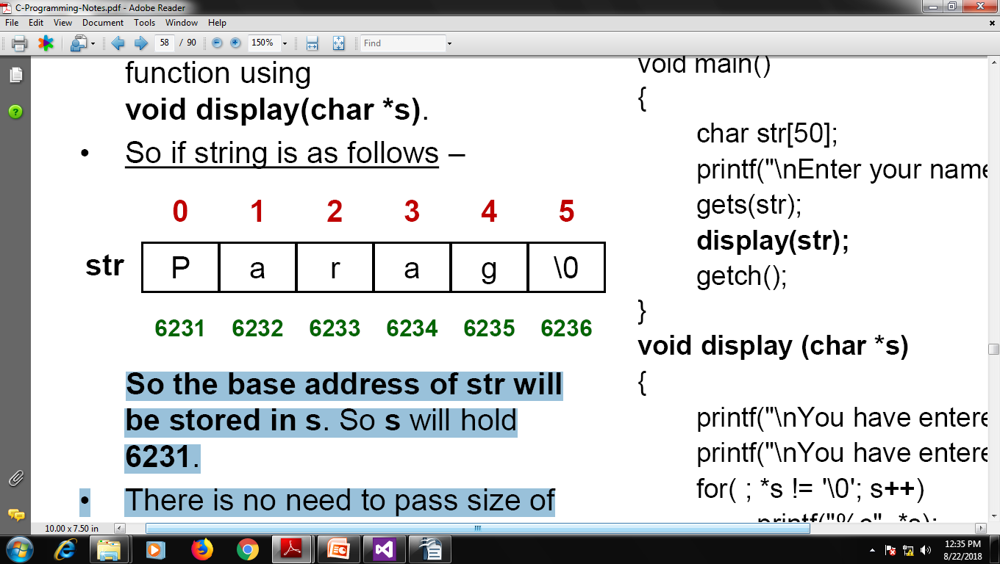 C-Programming-Notes.pdf - Adobe Reader
File Edit View Document Tools Window Help
58 / 90 150% Find
function using
void display(char *s).
• So if string is as follows –
0 1 2 3 4 5
str P a r a g \0
6231 6232 6233 6234 6235 6236
So the base address of str will
be stored in s. So s will hold
6231.
• There is no need to pass size of
void main()
{
char str[50];
printf("\nEnter your name
gets(str);
display(str);
getch();
}
void display (char *s)
{
printf("\nYou have entere
printf("\nYou have entere
for( ; *s != '\0'; s++)
printf("%c", *s);
10.00 x 7.50 in
12:35 PM
8/22/2018